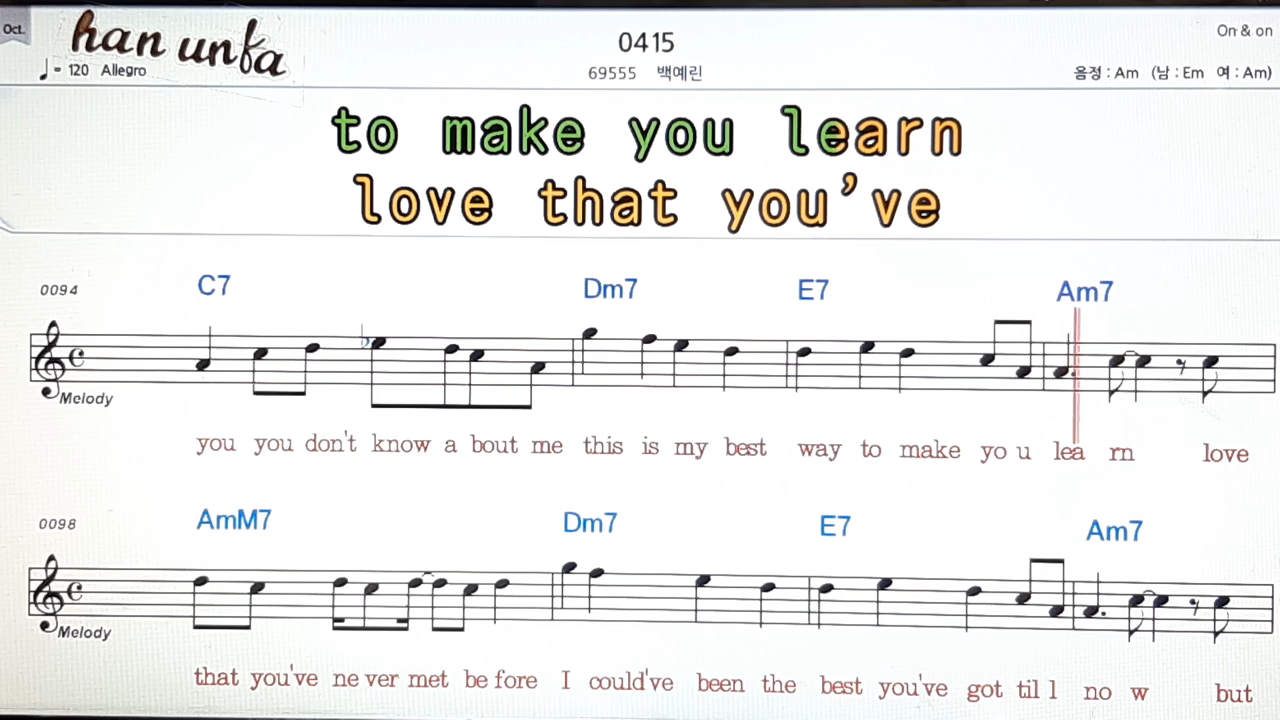 Oct.
han unfa
0415
On & on
♩= 120 Allegro
69555 백예린
음정 : Am (남 : Em 여 : Am)
to make you learn
love that you've
C7 Dm7 E7 Am7
0094
Melody
you you don't know a bout me this is my best way to make yo u lea rn love
AmM7 Dm7 E7 Am7
0098
Melody
that you've ne ver met be fore I could've been the best you've got til l no w but